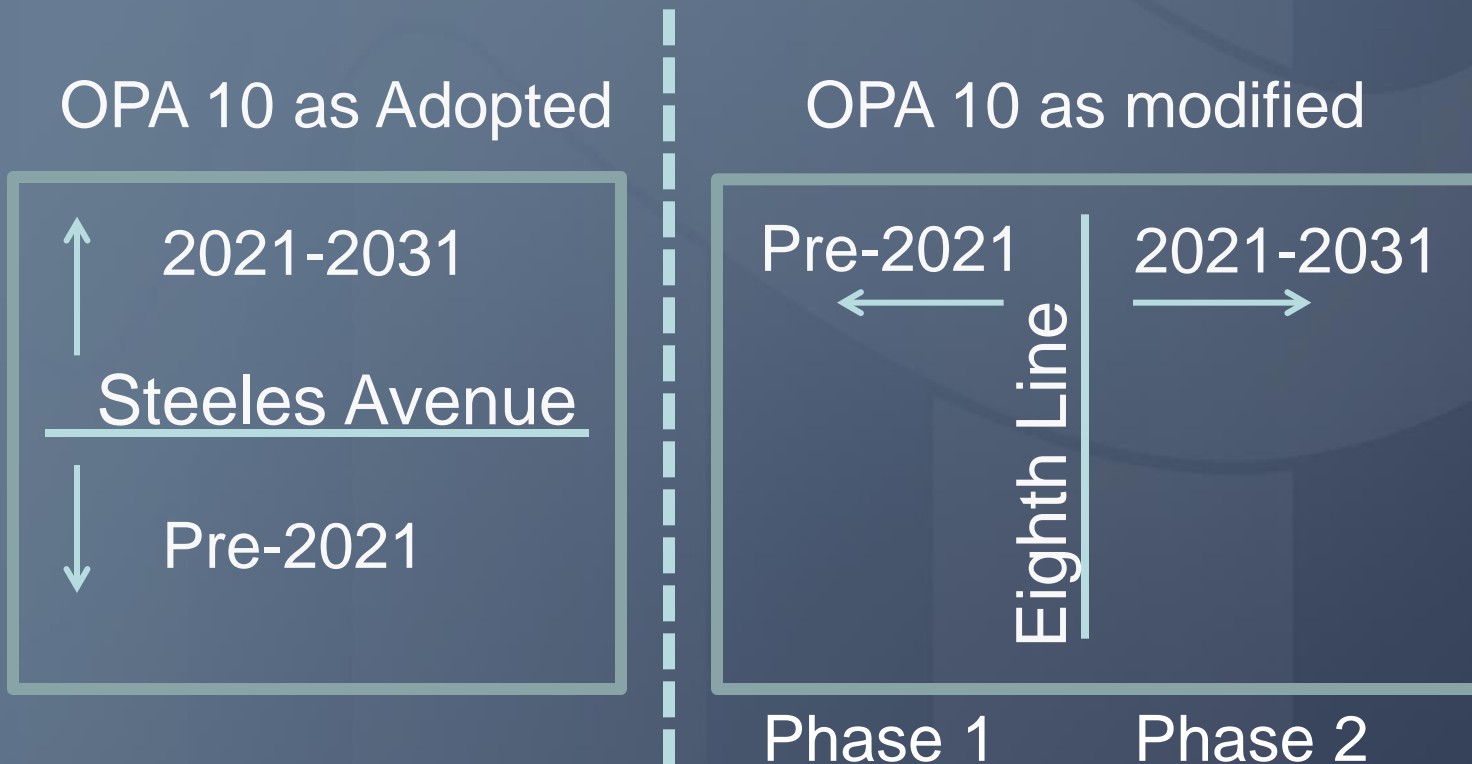 OPA 10 as Adopted
2021-2031
Steeles Avenue
Pre-2021
OPA 10 as modified
Pre-2021
2021-2031
Eighth Line
Phase 1
Phase 2